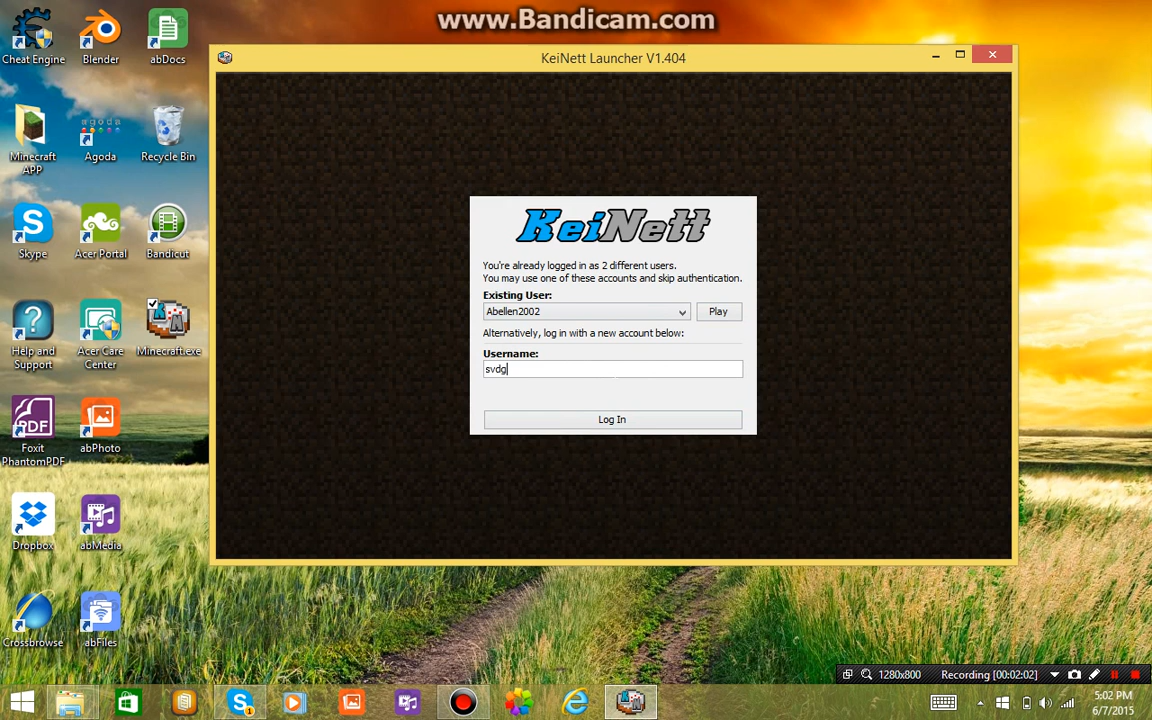 www.Bandicam.com
Cheat Engine
Blender
abDocs
Minecraft APP
agoda
Agoda
Recycle Bin
Skype
Acer Portal
Bandicut
Help and Support
Acer Care Center
Minecraft.exe
PDF
Foxit PhantomPDF
abPhoto
Dropbox
abMedia
Crossbrowse
abFiles
KeiNett Launcher V1.404
KeiNett
You're already logged in as 2 different users.
You may use one of these accounts and skip authentication.
Existing User:
Abellen2002
Play
Alternatively, log in with a new account below:
Username:
svdg
Log In
1280x800
Recording [00:02:02]
5:02 PM
6/7/2015